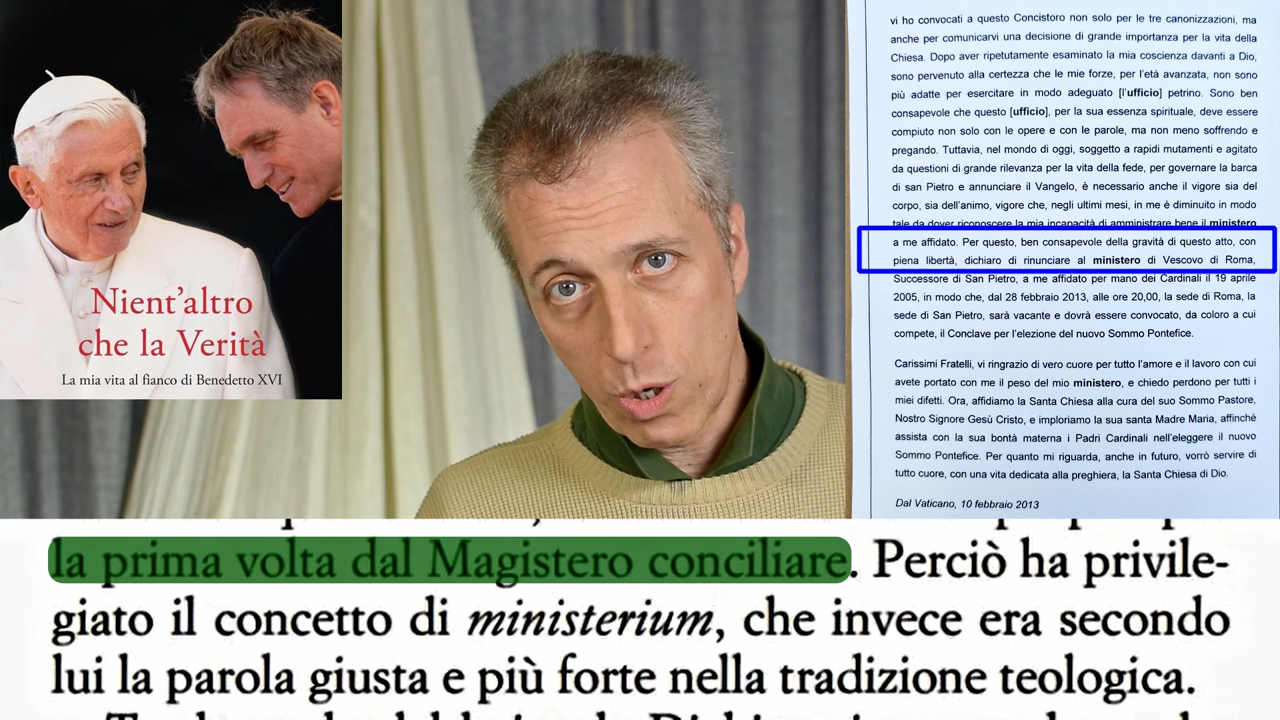 Nient'altro
che la Verità
La mia vita al fianco di Benedetto XVI
vi ho convocati a questo Concistoro non solo per le tre canonizzazioni, ma
anche per comunicarvi una decisione di grande importanza per la vita della
Chiesa. Dopo aver ripetutamente esaminato la mia coscienza davanti a Dio,
sono pervenuto alla certezza che le mie forze, per l'età avanzata, non sono
più adatte per esercitare in modo adeguato [l'ufficio] petrino. Sono ben
consapevole che questo [ufficio], per la sua essenza spirituale, deve essere
compiuto non solo con le opere e con le parole, ma non meno soffrendo e
pregando. Tuttavia, nel mondo di oggi, soggetto a rapidi mutamenti e agitato
da questioni di grande rilevanza per la vita della fede, per governare la barca
di san Pietro e annunciare il Vangelo, è necessario anche il vigore sia del
corpo, sia dell'animo, vigore che, negli ultimi mesi, in me è diminuito in modo
tale da dover riconoscere la mia incapacità di amministrare bene il ministero
a me affidato. Per questo, ben consapevole della gravità di questo atto, con
piena libertà, dichiaro di rinunciare al ministero di Vescovo di Roma,
Successore di San Pietro, a me affidato per mano dei Cardinali il 19 aprile
2005, in modo che, dal 28 febbraio 2013, alle ore 20,00, la sede di Roma, la
sede di San Pietro, sarà vacante e dovrà essere convocato, da coloro a cui
compete, il Conclave per l'elezione del nuovo Sommo Pontefice.
Carissimi Fratelli, vi ringrazio di vero cuore per tutto l'amore e il lavoro con cui
avete portato con me il peso del mio ministero, e chiedo perdono per tutti i
miei difetti. Ora, affidiamo la Santa Chiesa alla cura del suo Sommo Pastore,
Nostro Signore Gesù Cristo, e imploriamo la sua santa Madre Maria, affinchè
assista con la sua bontà materna i Padri Cardinali nell'eleggere il nuovo
Sommo Pontefice. Per quanto mi riguarda, anche in futuro, vorrò servire di
tutto cuore, con una vita dedicata alla preghiera, la Santa Chiesa di Dio.
Dal Vaticano, 10 febbraio 2013
la prima volta dal Magistero conciliare. Perciò ha privile-
giato il concetto di ministerium, che invece era secondo
lui la parola giusta e più forte nella tradizione teologica.